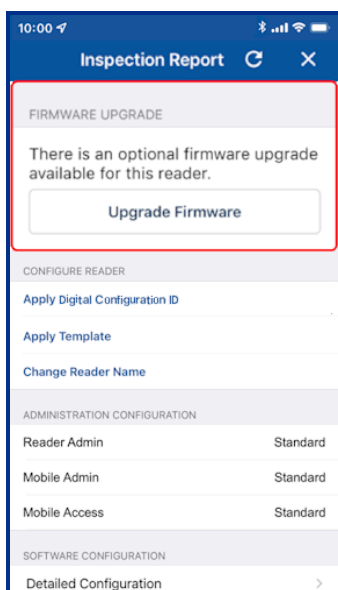 10:00
Inspection Report
FIRMWARE UPGRADE
There is an optional firmware upgrade
available for this reader.
Upgrade Firmware
CONFIGURE READER
Apply Digital Configuration ID
Apply Template
Change Reader Name
ADMINISTRATION CONFIGURATION
Reader Admin Standard
Mobile Admin Standard
Mobile Access Standard
SOFTWARE CONFIGURATION
Detailed Configuration